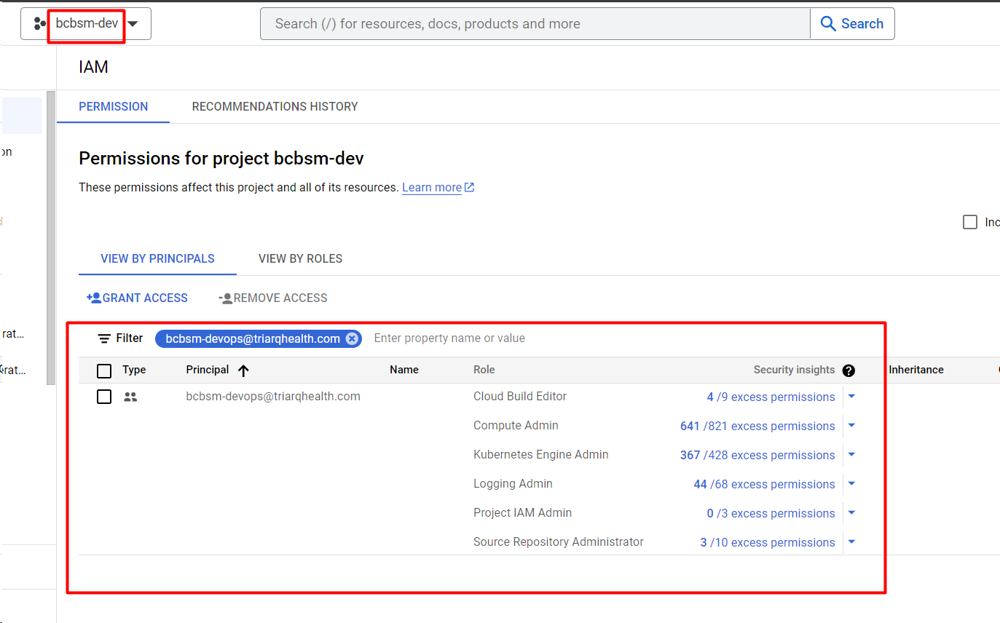 bcbsm-dev
Search (/) for resources, docs, products and more
Search
IAM
PERMISSION
RECOMMENDATIONS HISTORY
on
Permissions for project bcbsm-dev
These permissions affect this project and all of its resources. Learn more
Inc
VIEW BY PRINCIPALS
VIEW BY ROLES
GRANT ACCESS
REMOVE ACCESS
rat...
rat...
Filter
bcbsm-devops@triarqhealth.com
Enter property name or value
Type Principal Name Role Security insights Inheritance
bcbsm-devops@triarqhealth.com Cloud Build Editor 4 /9 excess permissions
Compute Admin 641 /821 excess permissions
Kubernetes Engine Admin 367 /428 excess permissions
Logging Admin 44 /68 excess permissions
Project IAM Admin 0 /3 excess permissions
Source Repository Administrator 3 /10 excess permissions